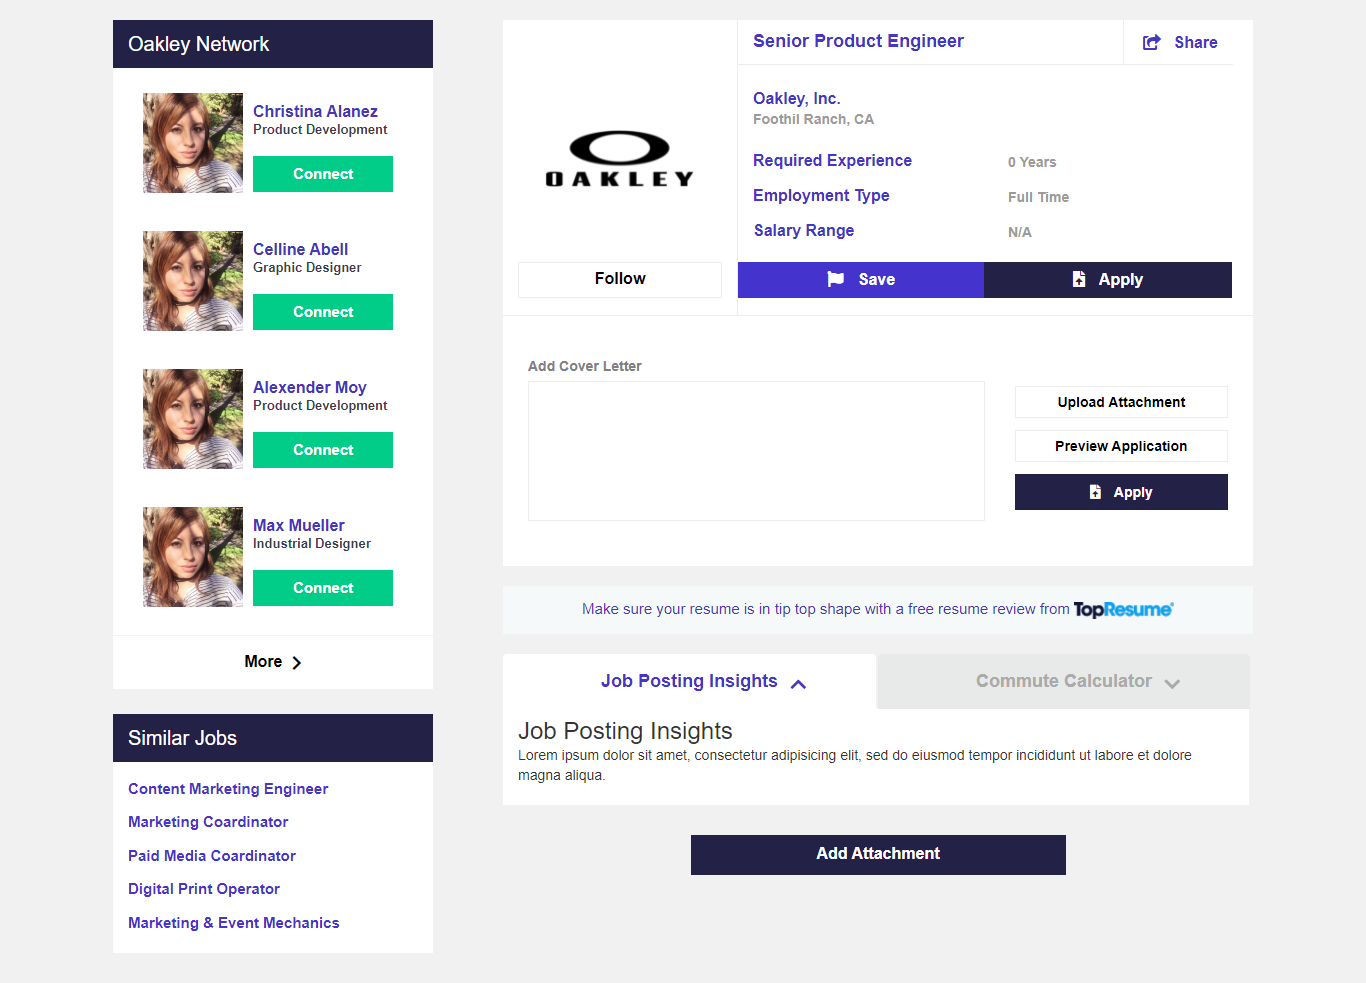 Oakley Network
Christina Alanez
Product Development
Connect
Celline Abell
Graphic Designer
Connect
Alexender Moy
Product Development
Connect
Max Mueller
Industrial Designer
Connect
More
Similar Jobs
Content Marketing Engineer
Marketing Coardinator
Paid Media Coardinator
Digital Print Operator
Marketing & Event Mechanics
OAKLEY
Follow
Senior Product Engineer
Share
Oakley, Inc.
Foothil Ranch, CA
Required Experience 0 Years
Employment Type Full Time
Salary Range N/A
Save
Apply
Add Cover Letter
Upload Attachment
Preview Application
Apply
Make sure your resume is in tip top shape with a free resume review from TopResume
Job Posting Insights
Commute Calculator
Job Posting Insights
Lorem ipsum dolor sit amet, consectetur adipisicing elit, sed do eiusmod tempor incididunt ut labore et dolore
magna aliqua.
Add Attachment